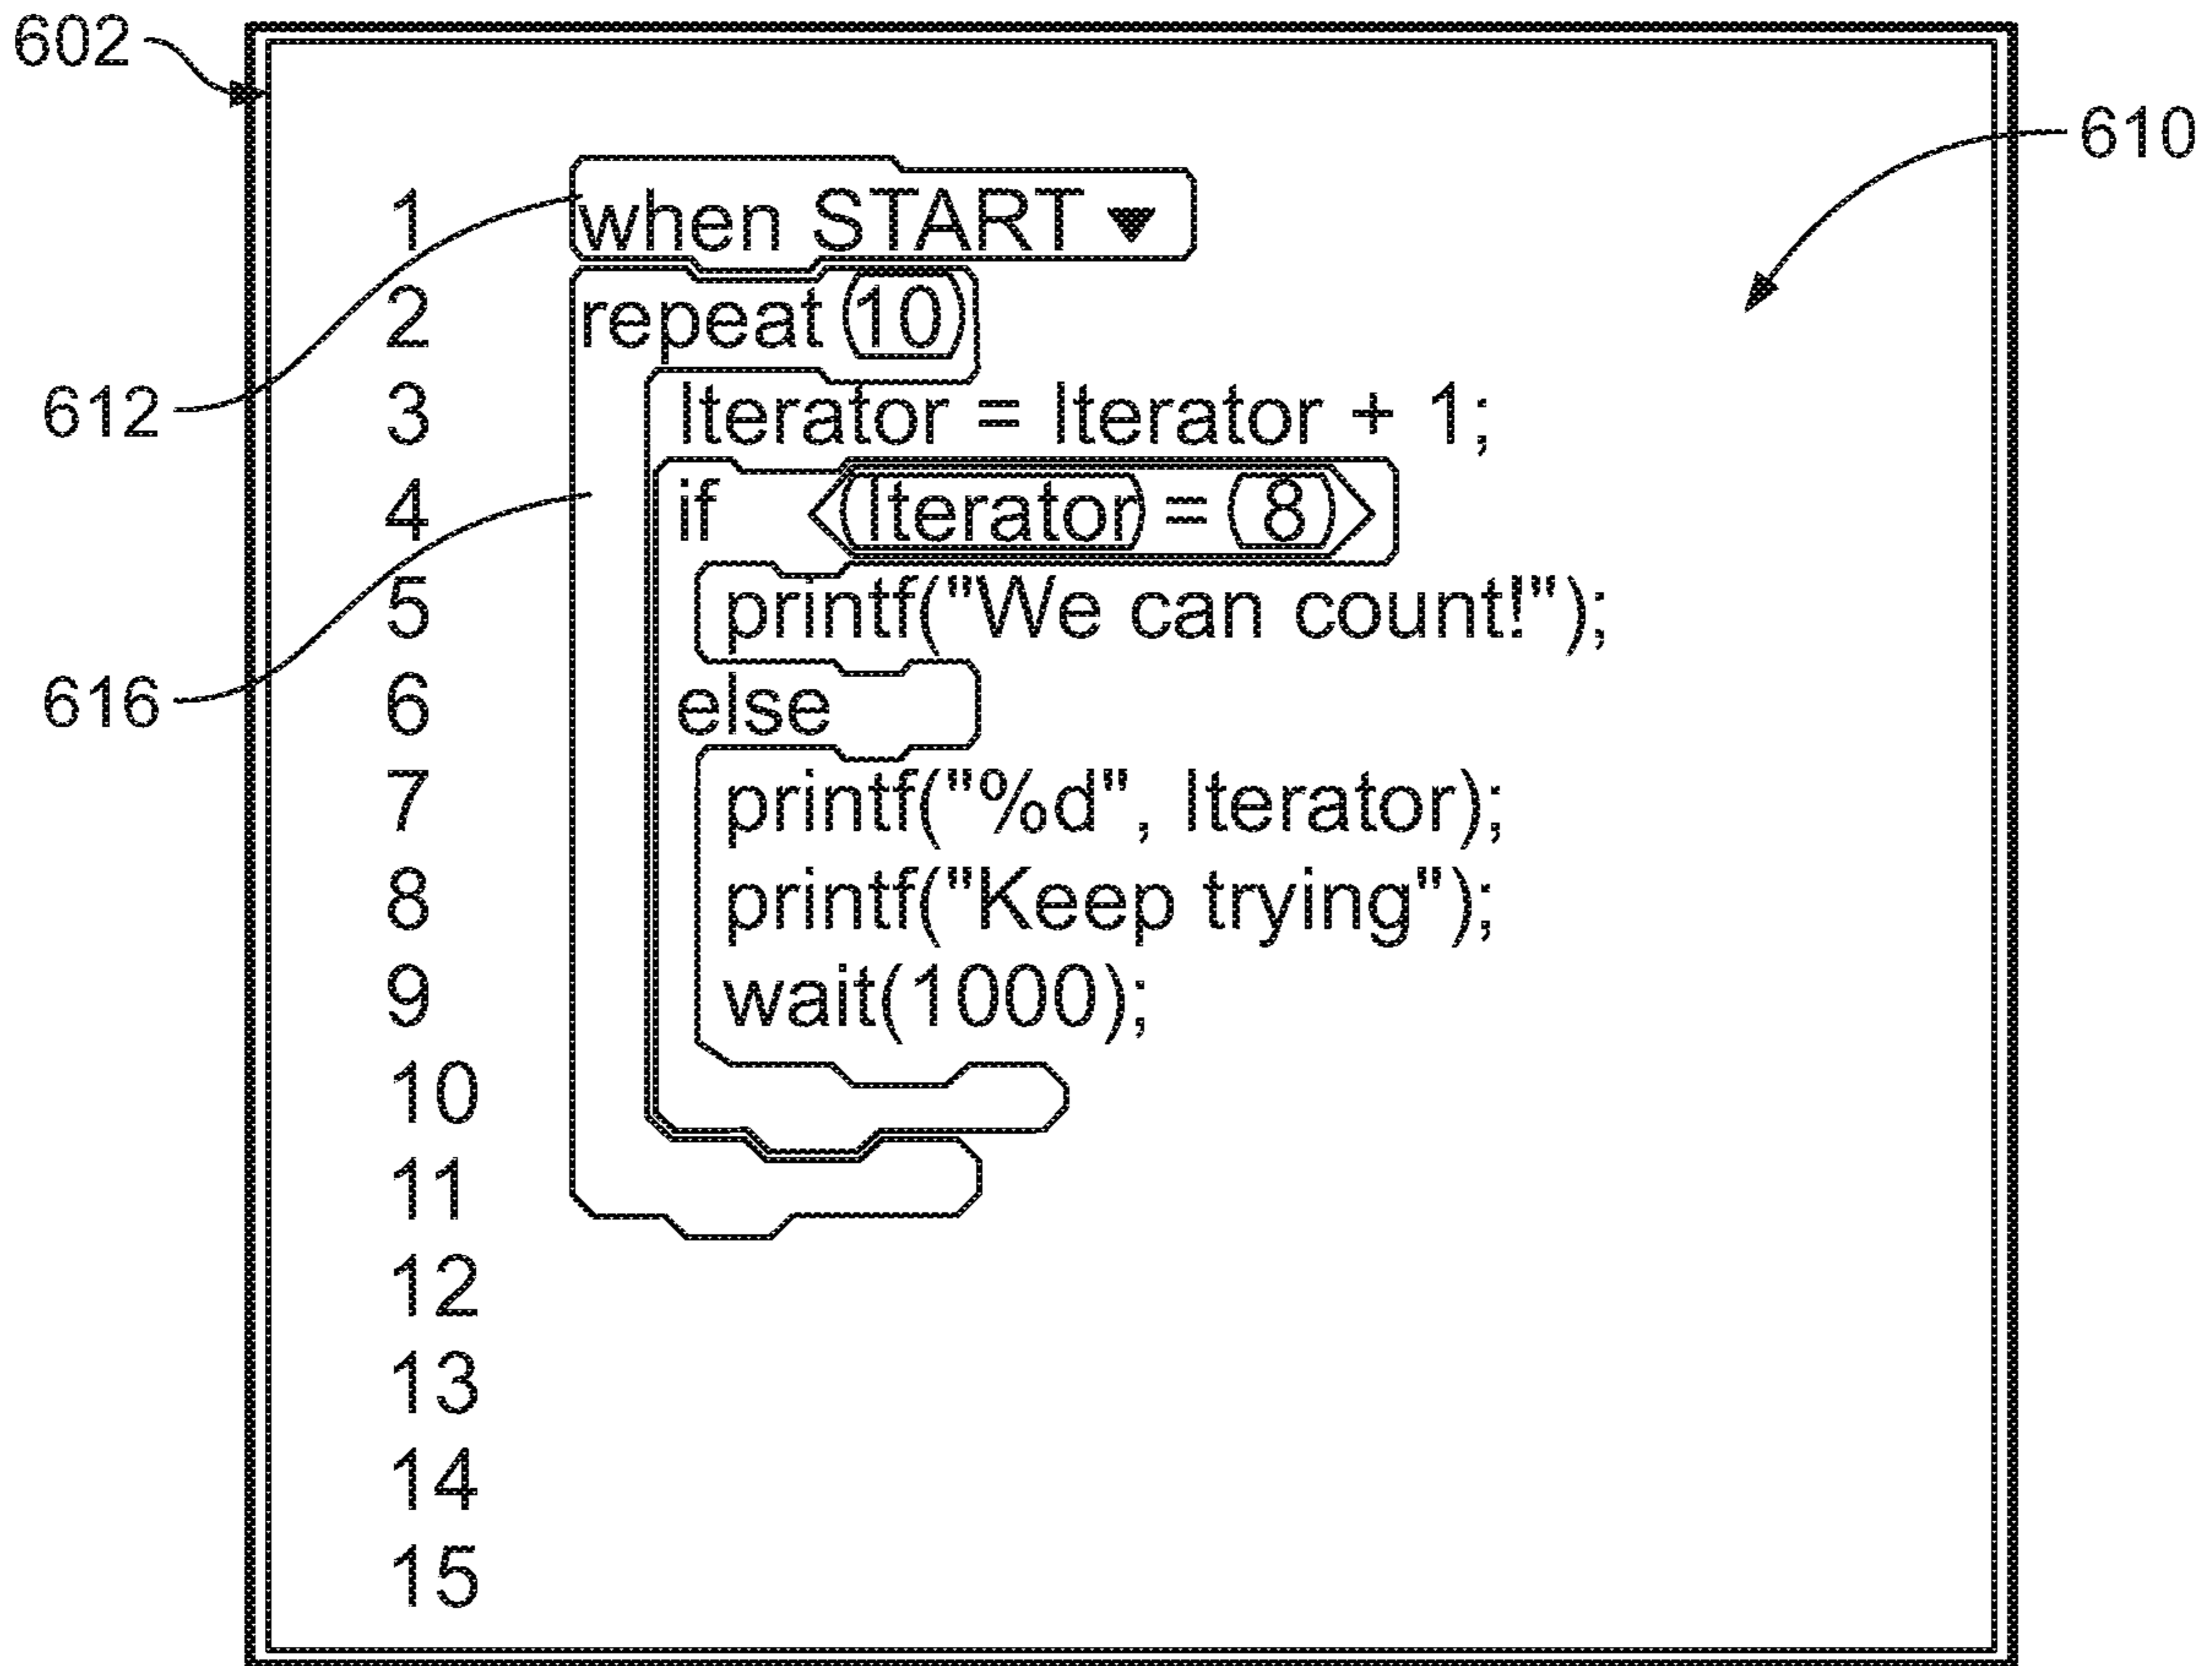 602
610
1 when START ▼
2 repeat (10)
612
3 Iterator = Iterator + 1;
4 if Iterator = 8
5 printf("We can count!");
616
6 else
7 printf("%d", Iterator);
8 printf("Keep trying");
9 wait(1000);
10
11
12
13
14
15